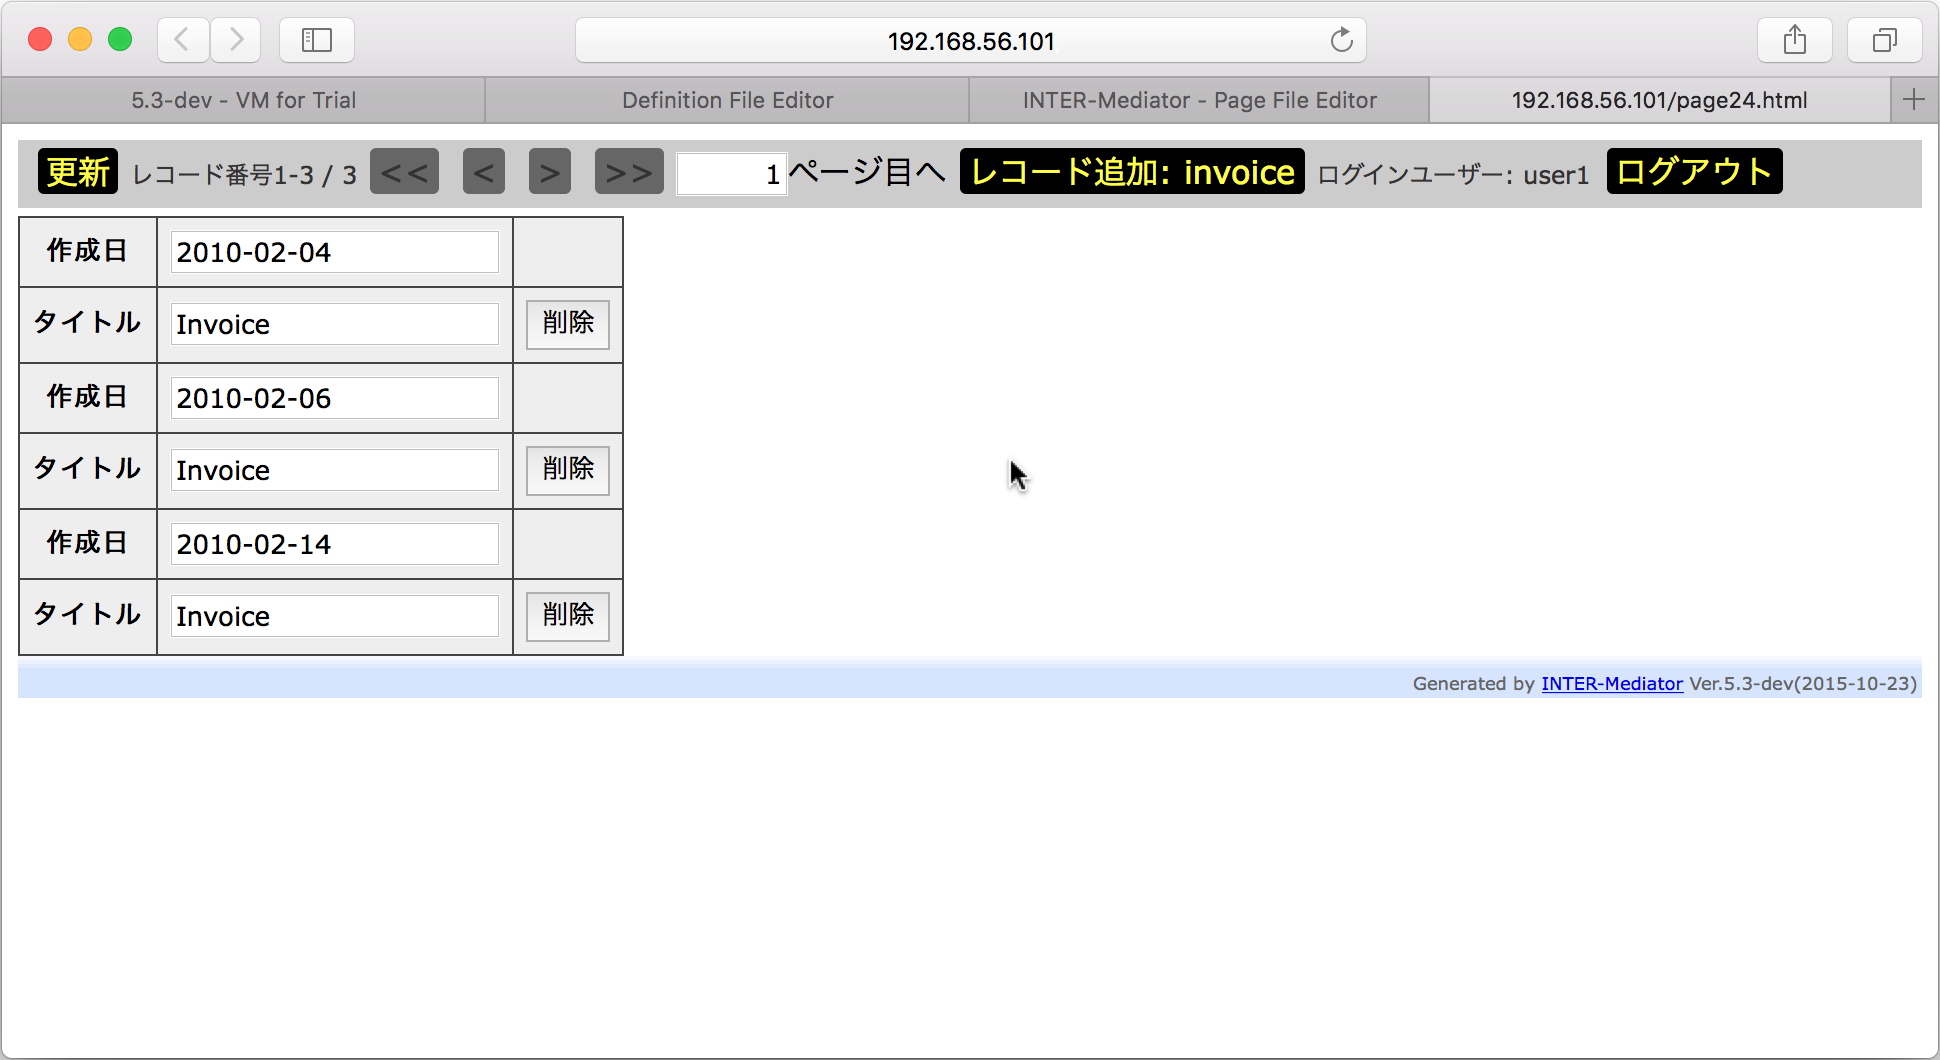 192.168.56.101
5.3-dev - VM for Trial
Definition File Editor
INTER-Mediator - Page File Editor
192.168.56.101/page24.html
更新 レコード番号1-3 / 3 << < > >> 1ページ目へ レコード追加: invoice ログインユーザー: user1 ログアウト
作成日 2010-02-04
タイトル Invoice 削除
作成日 2010-02-06
タイトル Invoice 削除
作成日 2010-02-14
タイトル Invoice 削除
Generated by INTER-Mediator Ver.5.3-dev(2015-10-23)